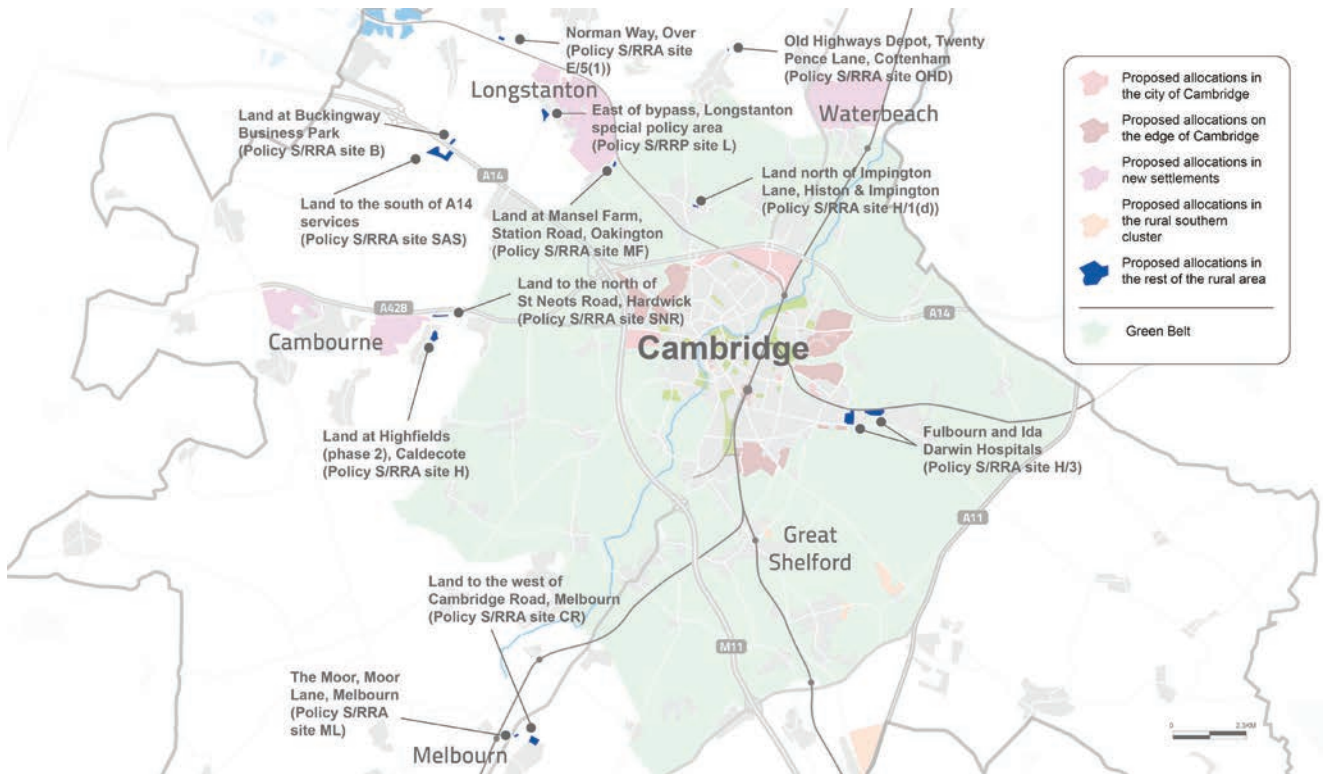 Norman Way, Over
(Policy S/RRA site
E/5(1))
Old Highways Depot, Twenty
Pence Lane, Cottenham
(Policy S/RRA site OHD)
Longstanton
Waterbeach
Land at Buckingway
Business Park
(Policy S/RRA site B)
East of bypass, Longstanton
special policy area
(Policy S/RRP site L)
A14
Land to the south of A14
services
(Policy S/RRA site SAS)
Land at Mansel Farm,
Station Road, Oakington
(Policy S/RRA site MF)
Land north of Impington
Lane, Histon & Impington
(Policy S/RRA site H/1(d))
Land to the north of
St Neots Road, Hardwick
(Policy S/RRA site SNR)
A428
A14
Cambourne
Cambridge
Land at Highfields
(phase 2), Caldecote
(Policy S/RRA site H)
Fulbourn and Ida
Darwin Hospitals
(Policy S/RRA site H/3)
A11
Great
Shelford
Land to the west of
Cambridge Road, Melbourn
(Policy S/RRA site CR)
M11
The Moor, Moor
Lane, Melbourn
(Policy S/RRA
site ML)
Melbourn
Proposed allocations in
the city of Cambridge
Proposed allocations on
the edge of Cambridge
Proposed allocations in
new settlements
Proposed allocations in
the rural southern
cluster
Proposed allocations in
the rest of the rural area
Green Belt
0 2.5KM